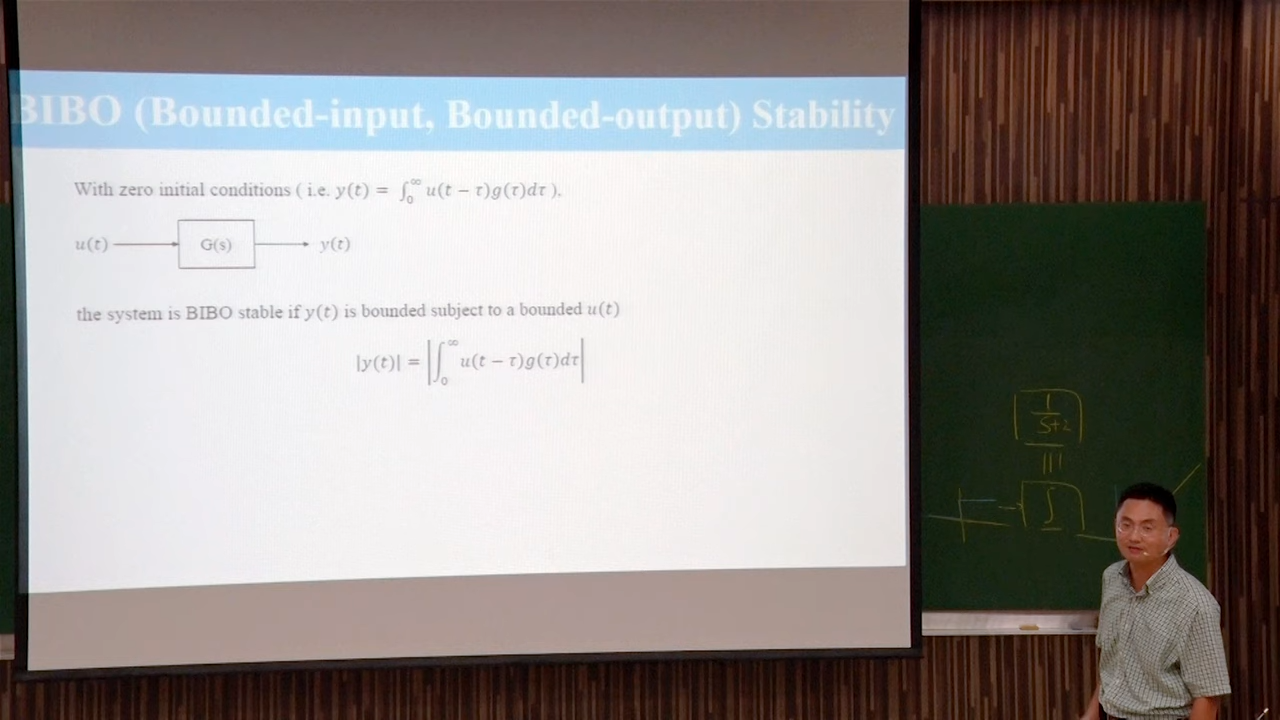 BIBO (Bounded-input, Bounded-output) Stability
With zero initial conditions ( i.e. y(t) = ∫₀^∞ u(t − τ)g(τ)dτ ).
u(t) G(s) y(t)
the system is BIBO stable if y(t) is bounded subject to a bounded u(t)
|y(t)| = |∫₀^∞ u(t − τ)g(τ)dτ|
1
∫